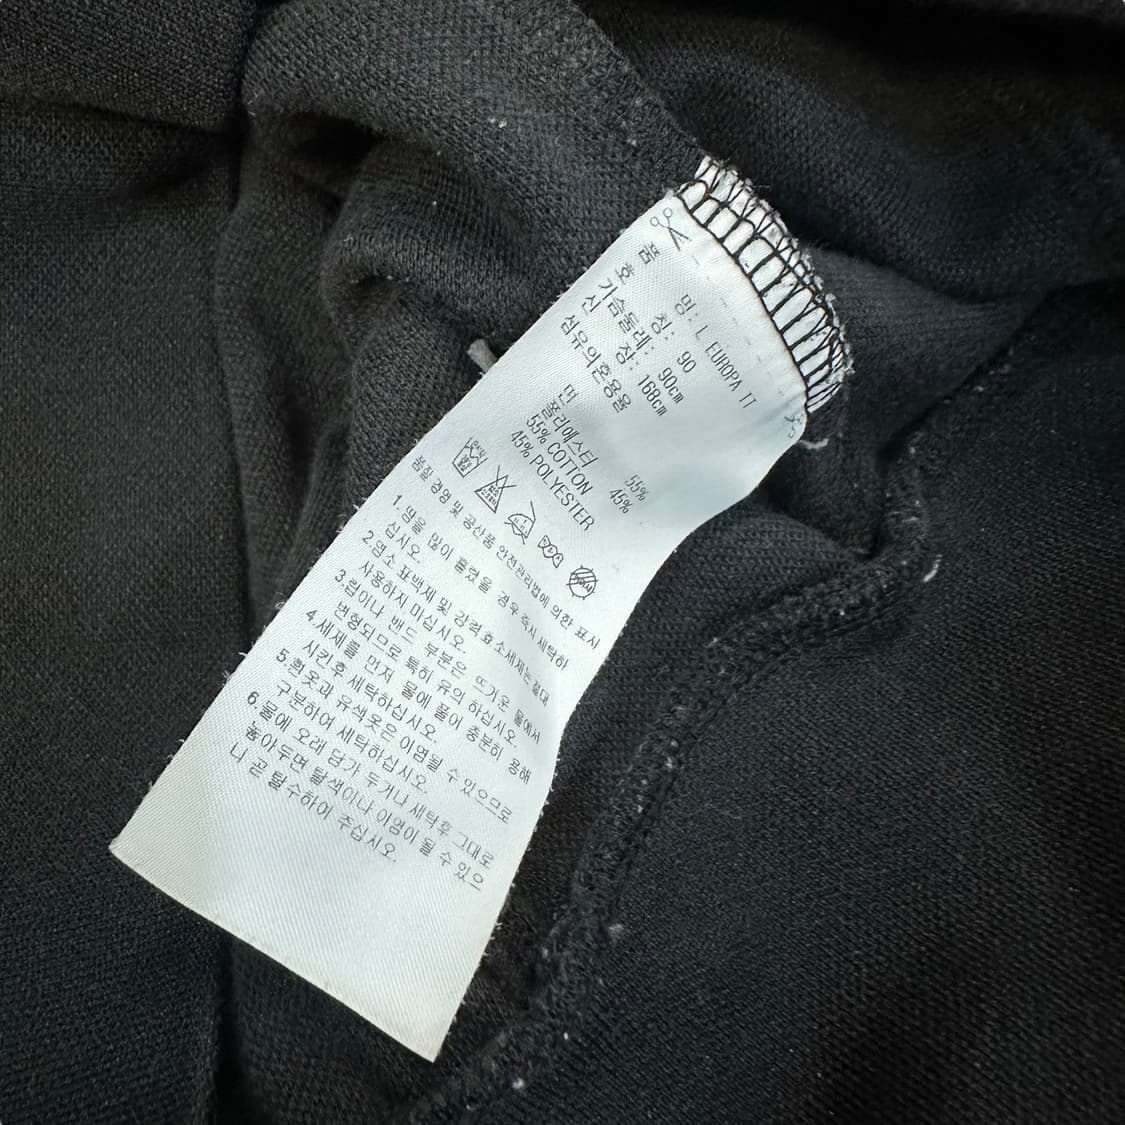 품 명: L EUROPA TT
호 칭: 90
가슴둘레: 90cm
신 장: 168cm
섬유의혼용율
면 55%
폴리에스터 45%
55% COTTON
45% POLYESTER
품질 경영 및 공산품 안전관리법에 의한 표시
1. 땀을 많이 흘렸을 경우 즉시 세탁하
십시오.
2. 염소 표백제 및 강력 효소세제는 절대
사용하지 마십시오.
3. 립이나 밴드 부분은 뜨거운 물에서
변형되므로 특히 유의 하십시오.
4. 세제를 먼저 물에 풀어 충분히 용해
시킨후 세탁하십시오.
5. 흰옷과 유색옷은 이염될 수 있으므로
구분하여 세탁하십시오.
6. 물에 오래 담가 두거나 세탁후 그대로
놓아두면 탈색이나 이염이 될 수 있으
니 곧 탈수하여 주십시오.